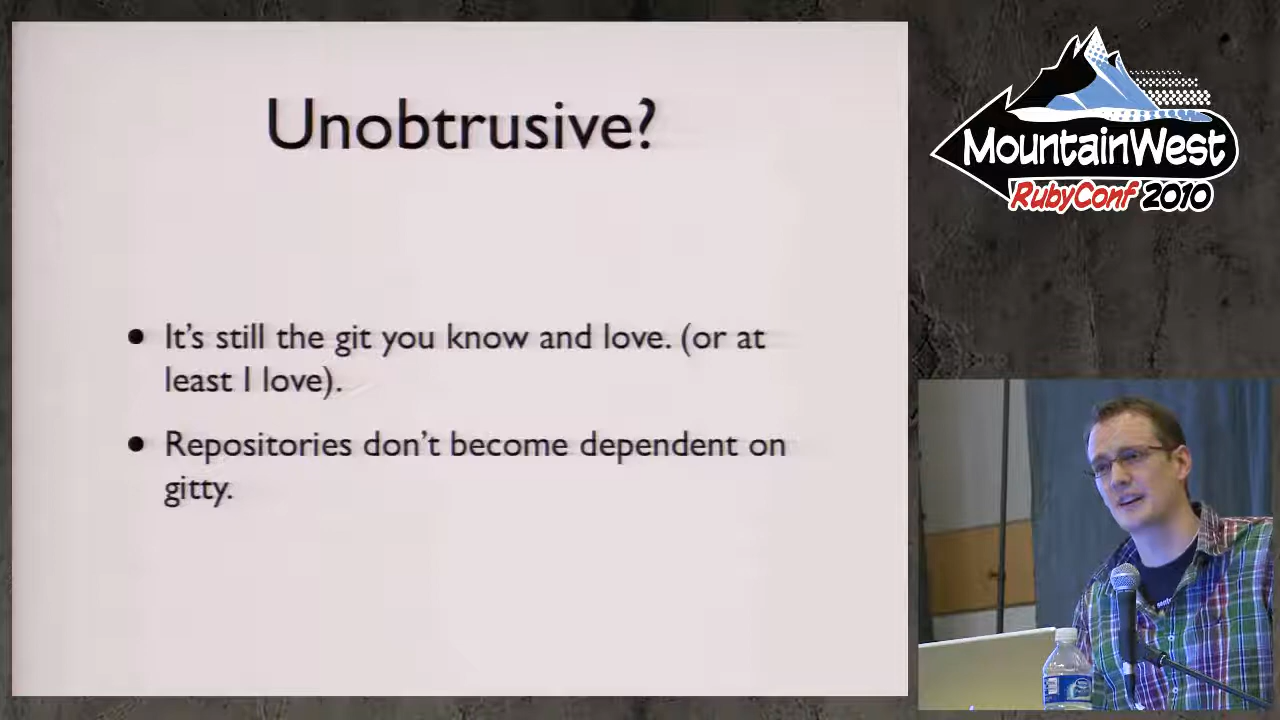 Unobtrusive?
It's still the git you know and love. (or at
least I love).
Repositories don't become dependent on
gitty.
MountainWest
RubyConf 2010